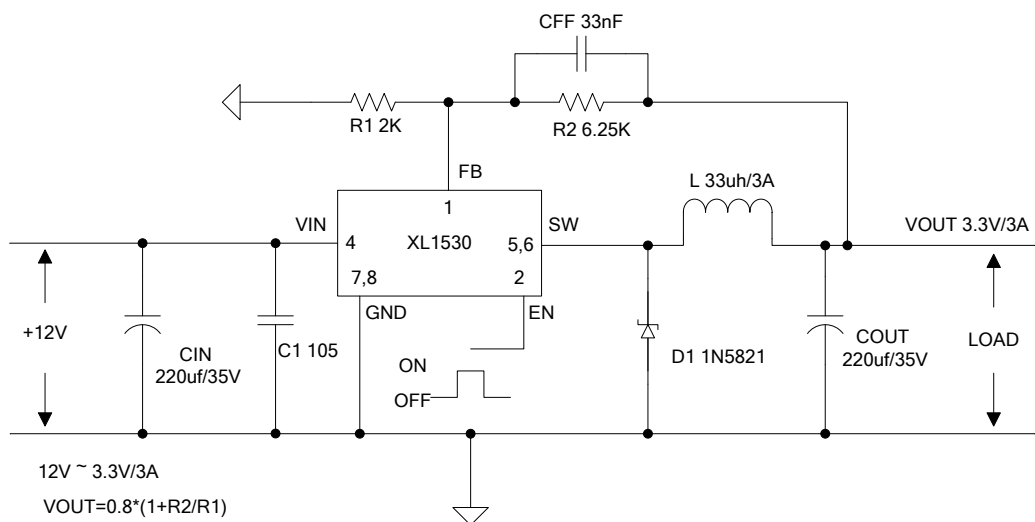 CFF 33nF
R1 2K
R2 6.25K
FB
L 33uh/3A
1
VIN
SW
VOUT 3.3V/3A
4
XL1530
5,6
7,8
2
GND
EN
+12V
CIN
220uf/35V
C1 105
ON
OFF
D1 1N5821
COUT
220uf/35V
LOAD
12V ~ 3.3V/3A
VOUT=0.8*(1+R2/R1)